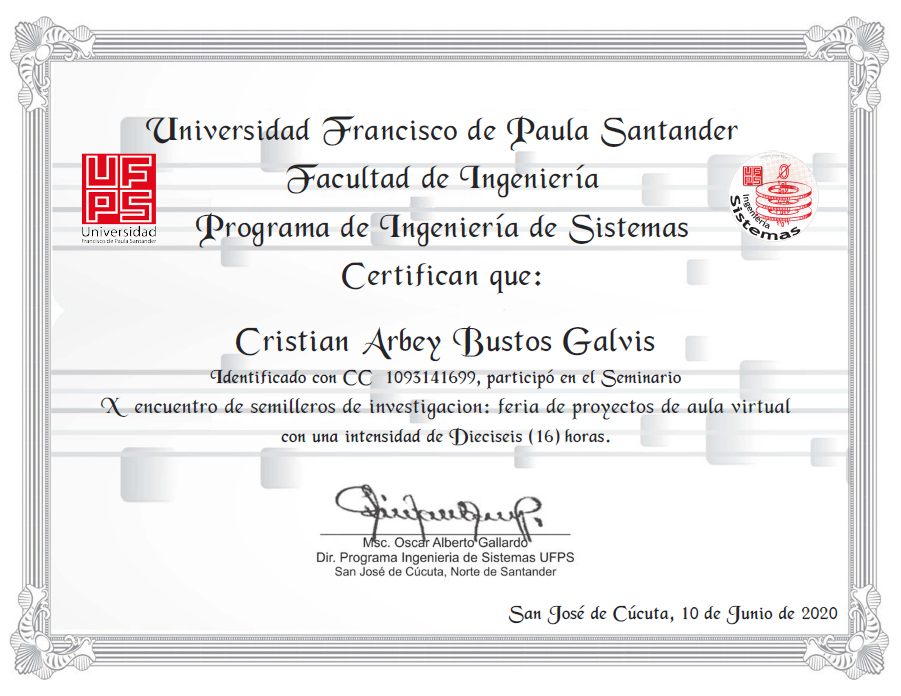 Universidad Francisco de Paula Santander
Facultad de Ingeniería
Programa de Ingeniería de Sistemas
Certifican que:
UFPS
Universidad
Francisco de Paula Santander
UFPS
Ingeniería
Sistemas
Cristian Arbey Bustos Galvis
Identificado con CC 1093141699, participó en el Seminario
X encuentro de semilleros de investigacion: feria de proyectos de aula virtual
con una intensidad de Dieciseis (16) horas.
Msc. Oscar Alberto Gallardo
Dir. Programa Ingenieria de Sistemas UFPS
San José de Cúcuta, Norte de Santander
San José de Cúcuta, 10 de Junio de 2020